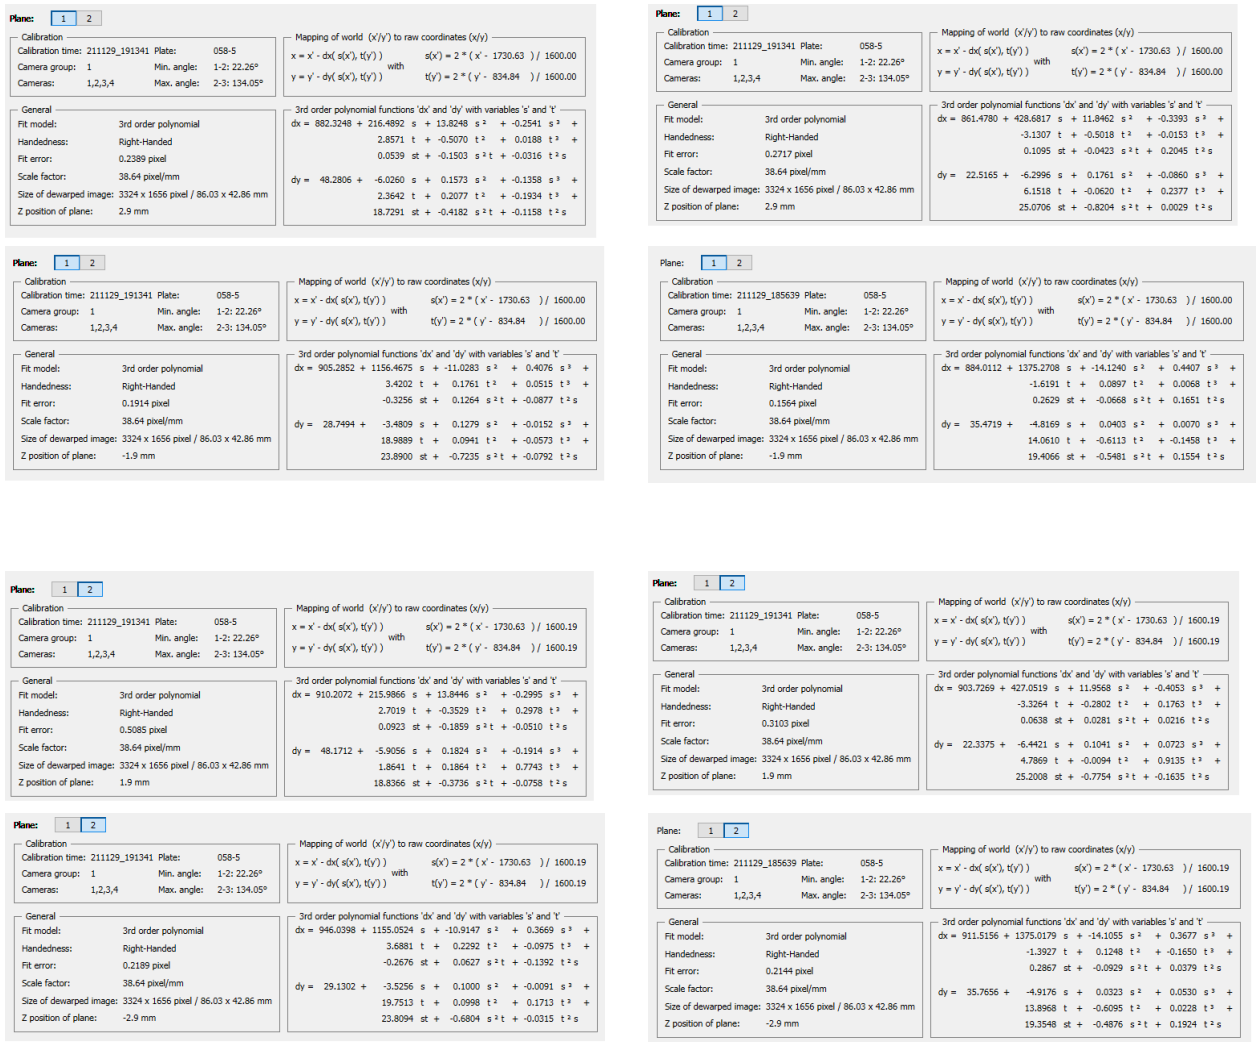 Plane: 1 2
Calibration
Calibration time: 211129_191341 Plate: 058-5
Camera group: 1 Min. angle: 1-2: 22.26°
Cameras: 1,2,3,4 Max. angle: 2-3: 134.05°
Mapping of world (x'/y') to raw coordinates (x/y)
x = x' - dx( s(x'), t(y') ) with s(x') = 2 * ( x' - 1730.63 ) / 1600.00
y = y' - dy( s(x'), t(y') ) t(y') = 2 * ( y' - 834.84 ) / 1600.00
General
Fit model: 3rd order polynomial
Handedness: Right-Handed
Fit error: 0.2389 pixel
Scale factor: 38.64 pixel/mm
Size of dewarped image: 3324 x 1656 pixel / 86.03 x 42.86 mm
Z position of plane: 2.9 mm
3rd order polynomial functions 'dx' and 'dy' with variables 's' and 't'
dx = 882.3248 + 216.4892 s + 13.8248 s² + -0.2541 s³ +
2.8571 t + -0.5070 t² + 0.0188 t³ +
0.0539 st + -0.1503 s²t + -0.0316 t²s
dy = 48.2806 + -6.0260 s + 0.1573 s² + -0.1358 s³ +
2.3642 t + 0.2077 t² + -0.1934 t³ +
18.7291 st + -0.4182 s²t + -0.1158 t²s
Plane: 1 2
Calibration
Calibration time: 211129_191341 Plate: 058-5
Camera group: 1 Min. angle: 1-2: 22.26°
Cameras: 1,2,3,4 Max. angle: 2-3: 134.05°
Mapping of world (x'/y') to raw coordinates (x/y)
x = x' - dx( s(x'), t(y') ) with s(x') = 2 * ( x' - 1730.63 ) / 1600.00
y = y' - dy( s(x'), t(y') ) t(y') = 2 * ( y' - 834.84 ) / 1600.00
General
Fit model: 3rd order polynomial
Handedness: Right-Handed
Fit error: 0.2717 pixel
Scale factor: 38.64 pixel/mm
Size of dewarped image: 3324 x 1656 pixel / 86.03 x 42.86 mm
Z position of plane: 2.9 mm
3rd order polynomial functions 'dx' and 'dy' with variables 's' and 't'
dx = 861.4780 + 428.6817 s + 11.8462 s² + -0.3393 s³ +
-3.1307 t + -0.5018 t² + -0.0153 t³ +
0.1095 st + -0.0423 s²t + 0.2045 t²s
dy = 22.5165 + -6.2996 s + 0.1761 s² + -0.0860 s³ +
6.1518 t + -0.0620 t² + 0.2377 t³ +
25.0706 st + -0.8204 s²t + 0.0029 t²s
Plane: 1 2
Calibration
Calibration time: 211129_191341 Plate: 058-5
Camera group: 1 Min. angle: 1-2: 22.26°
Cameras: 1,2,3,4 Max. angle: 2-3: 134.05°
Mapping of world (x'/y') to raw coordinates (x/y)
x = x' - dx( s(x'), t(y') ) with s(x') = 2 * ( x' - 1730.63 ) / 1600.00
y = y' - dy( s(x'), t(y') ) t(y') = 2 * ( y' - 834.84 ) / 1600.00
General
Fit model: 3rd order polynomial
Handedness: Right-Handed
Fit error: 0.1914 pixel
Scale factor: 38.64 pixel/mm
Size of dewarped image: 3324 x 1656 pixel / 86.03 x 42.86 mm
Z position of plane: -1.9 mm
3rd order polynomial functions 'dx' and 'dy' with variables 's' and 't'
dx = 905.2852 + 1156.4675 s + -11.0283 s² + 0.4076 s³ +
3.4202 t + 0.1761 t² + 0.0515 t³ +
-0.3256 st + 0.1264 s²t + -0.0877 t²s
dy = 28.7494 + -3.4809 s + 0.1279 s² + -0.0152 s³ +
18.9889 t + 0.0941 t² + -0.0573 t³ +
23.8900 st + -0.7235 s²t + -0.0792 t²s
Plane: 1 2
Calibration
Calibration time: 211129_185639 Plate: 058-5
Camera group: 1 Min. angle: 1-2: 22.26°
Cameras: 1,2,3,4 Max. angle: 2-3: 134.05°
Mapping of world (x'/y') to raw coordinates (x/y)
x = x' - dx( s(x'), t(y') ) with s(x') = 2 * ( x' - 1730.63 ) / 1600.00
y = y' - dy( s(x'), t(y') ) t(y') = 2 * ( y' - 834.84 ) / 1600.00
General
Fit model: 3rd order polynomial
Handedness: Right-Handed
Fit error: 0.1564 pixel
Scale factor: 38.64 pixel/mm
Size of dewarped image: 3324 x 1656 pixel / 86.03 x 42.86 mm
Z position of plane: -1.9 mm
3rd order polynomial functions 'dx' and 'dy' with variables 's' and 't'
dx = 884.0112 + 1375.2708 s + -14.1240 s² + 0.4407 s³ +
-1.6191 t + 0.0897 t² + 0.0068 t³ +
0.2629 st + -0.0668 s²t + 0.1651 t²s
dy = 35.4719 + -4.8169 s + 0.0403 s² + 0.0070 s³ +
14.0610 t + -0.6113 t² + -0.1458 t³ +
19.4066 st + -0.5481 s²t + 0.1554 t²s
Plane: 1 2
Calibration
Calibration time: 211129_191341 Plate: 058-5
Camera group: 1 Min. angle: 1-2: 22.26°
Cameras: 1,2,3,4 Max. angle: 2-3: 134.05°
Mapping of world (x'/y') to raw coordinates (x/y)
x = x' - dx( s(x'), t(y') ) with s(x') = 2 * ( x' - 1730.63 ) / 1600.19
y = y' - dy( s(x'), t(y') ) t(y') = 2 * ( y' - 834.84 ) / 1600.19
General
Fit model: 3rd order polynomial
Handedness: Right-Handed
Fit error: 0.5085 pixel
Scale factor: 38.64 pixel/mm
Size of dewarped image: 3324 x 1656 pixel / 86.03 x 42.86 mm
Z position of plane: 1.9 mm
3rd order polynomial functions 'dx' and 'dy' with variables 's' and 't'
dx = 910.2072 + 215.9866 s + 13.8446 s² + -0.2995 s³ +
2.7019 t + -0.3529 t² + 0.2978 t³ +
0.0923 st + -0.1859 s²t + -0.0510 t²s
dy = 48.1712 + -5.9056 s + 0.1824 s² + -0.1914 s³ +
1.8641 t + 0.1864 t² + 0.7743 t³ +
18.8366 st + -0.3736 s²t + -0.0758 t²s
Plane: 1 2
Calibration
Calibration time: 211129_191341 Plate: 058-5
Camera group: 1 Min. angle: 1-2: 22.26°
Cameras: 1,2,3,4 Max. angle: 2-3: 134.05°
Mapping of world (x'/y') to raw coordinates (x/y)
x = x' - dx( s(x'), t(y') ) with s(x') = 2 * ( x' - 1730.63 ) / 1600.19
y = y' - dy( s(x'), t(y') ) t(y') = 2 * ( y' - 834.84 ) / 1600.19
General
Fit model: 3rd order polynomial
Handedness: Right-Handed
Fit error: 0.3103 pixel
Scale factor: 38.64 pixel/mm
Size of dewarped image: 3324 x 1656 pixel / 86.03 x 42.86 mm
Z position of plane: 1.9 mm
3rd order polynomial functions 'dx' and 'dy' with variables 's' and 't'
dx = 903.7269 + 427.0519 s + 11.9568 s² + -0.4053 s³ +
-3.3264 t + -0.2802 t² + 0.1763 t³ +
0.0638 st + 0.0281 s²t + 0.0216 t²s
dy = 22.3375 + -6.4421 s + 0.1041 s² + 0.0723 s³ +
4.7869 t + -0.0094 t² + 0.9135 t³ +
25.2008 st + -0.7754 s²t + -0.1635 t²s
Plane: 1 2
Calibration
Calibration time: 211129_191341 Plate: 058-5
Camera group: 1 Min. angle: 1-2: 22.26°
Cameras: 1,2,3,4 Max. angle: 2-3: 134.05°
Mapping of world (x'/y') to raw coordinates (x/y)
x = x' - dx( s(x'), t(y') ) with s(x') = 2 * ( x' - 1730.63 ) / 1600.19
y = y' - dy( s(x'), t(y') ) t(y') = 2 * ( y' - 834.84 ) / 1600.19
General
Fit model: 3rd order polynomial
Handedness: Right-Handed
Fit error: 0.2189 pixel
Scale factor: 38.64 pixel/mm
Size of dewarped image: 3324 x 1656 pixel / 86.03 x 42.86 mm
Z position of plane: -2.9 mm
3rd order polynomial functions 'dx' and 'dy' with variables 's' and 't'
dx = 946.0398 + 1155.0524 s + -10.9147 s² + 0.3669 s³ +
3.6881 t + 0.2292 t² + -0.0975 t³ +
-0.2676 st + 0.0627 s²t + -0.1392 t²s
dy = 29.1302 + -3.5256 s + 0.1000 s² + -0.0091 s³ +
19.7513 t + 0.0998 t² + 0.1713 t³ +
23.8094 st + -0.6804 s²t + -0.0315 t²s
Plane: 1 2
Calibration
Calibration time: 211129_185639 Plate: 058-5
Camera group: 1 Min. angle: 1-2: 22.26°
Cameras: 1,2,3,4 Max. angle: 2-3: 134.05°
Mapping of world (x'/y') to raw coordinates (x/y)
x = x' - dx( s(x'), t(y') ) with s(x') = 2 * ( x' - 1730.63 ) / 1600.19
y = y' - dy( s(x'), t(y') ) t(y') = 2 * ( y' - 834.84 ) / 1600.19
General
Fit model: 3rd order polynomial
Handedness: Right-Handed
Fit error: 0.2144 pixel
Scale factor: 38.64 pixel/mm
Size of dewarped image: 3324 x 1656 pixel / 86.03 x 42.86 mm
Z position of plane: -2.9 mm
3rd order polynomial functions 'dx' and 'dy' with variables 's' and 't'
dx = 911.5156 + 1375.0179 s + -14.1055 s² + 0.3677 s³ +
-1.3927 t + 0.1248 t² + -0.1650 t³ +
0.2867 st + -0.0929 s²t + 0.0379 t²s
dy = 35.7656 + -4.9176 s + 0.0323 s² + 0.0530 s³ +
13.8968 t + -0.6095 t² + 0.0228 t³ +
19.3548 st + -0.4876 s²t + 0.1924 t²s